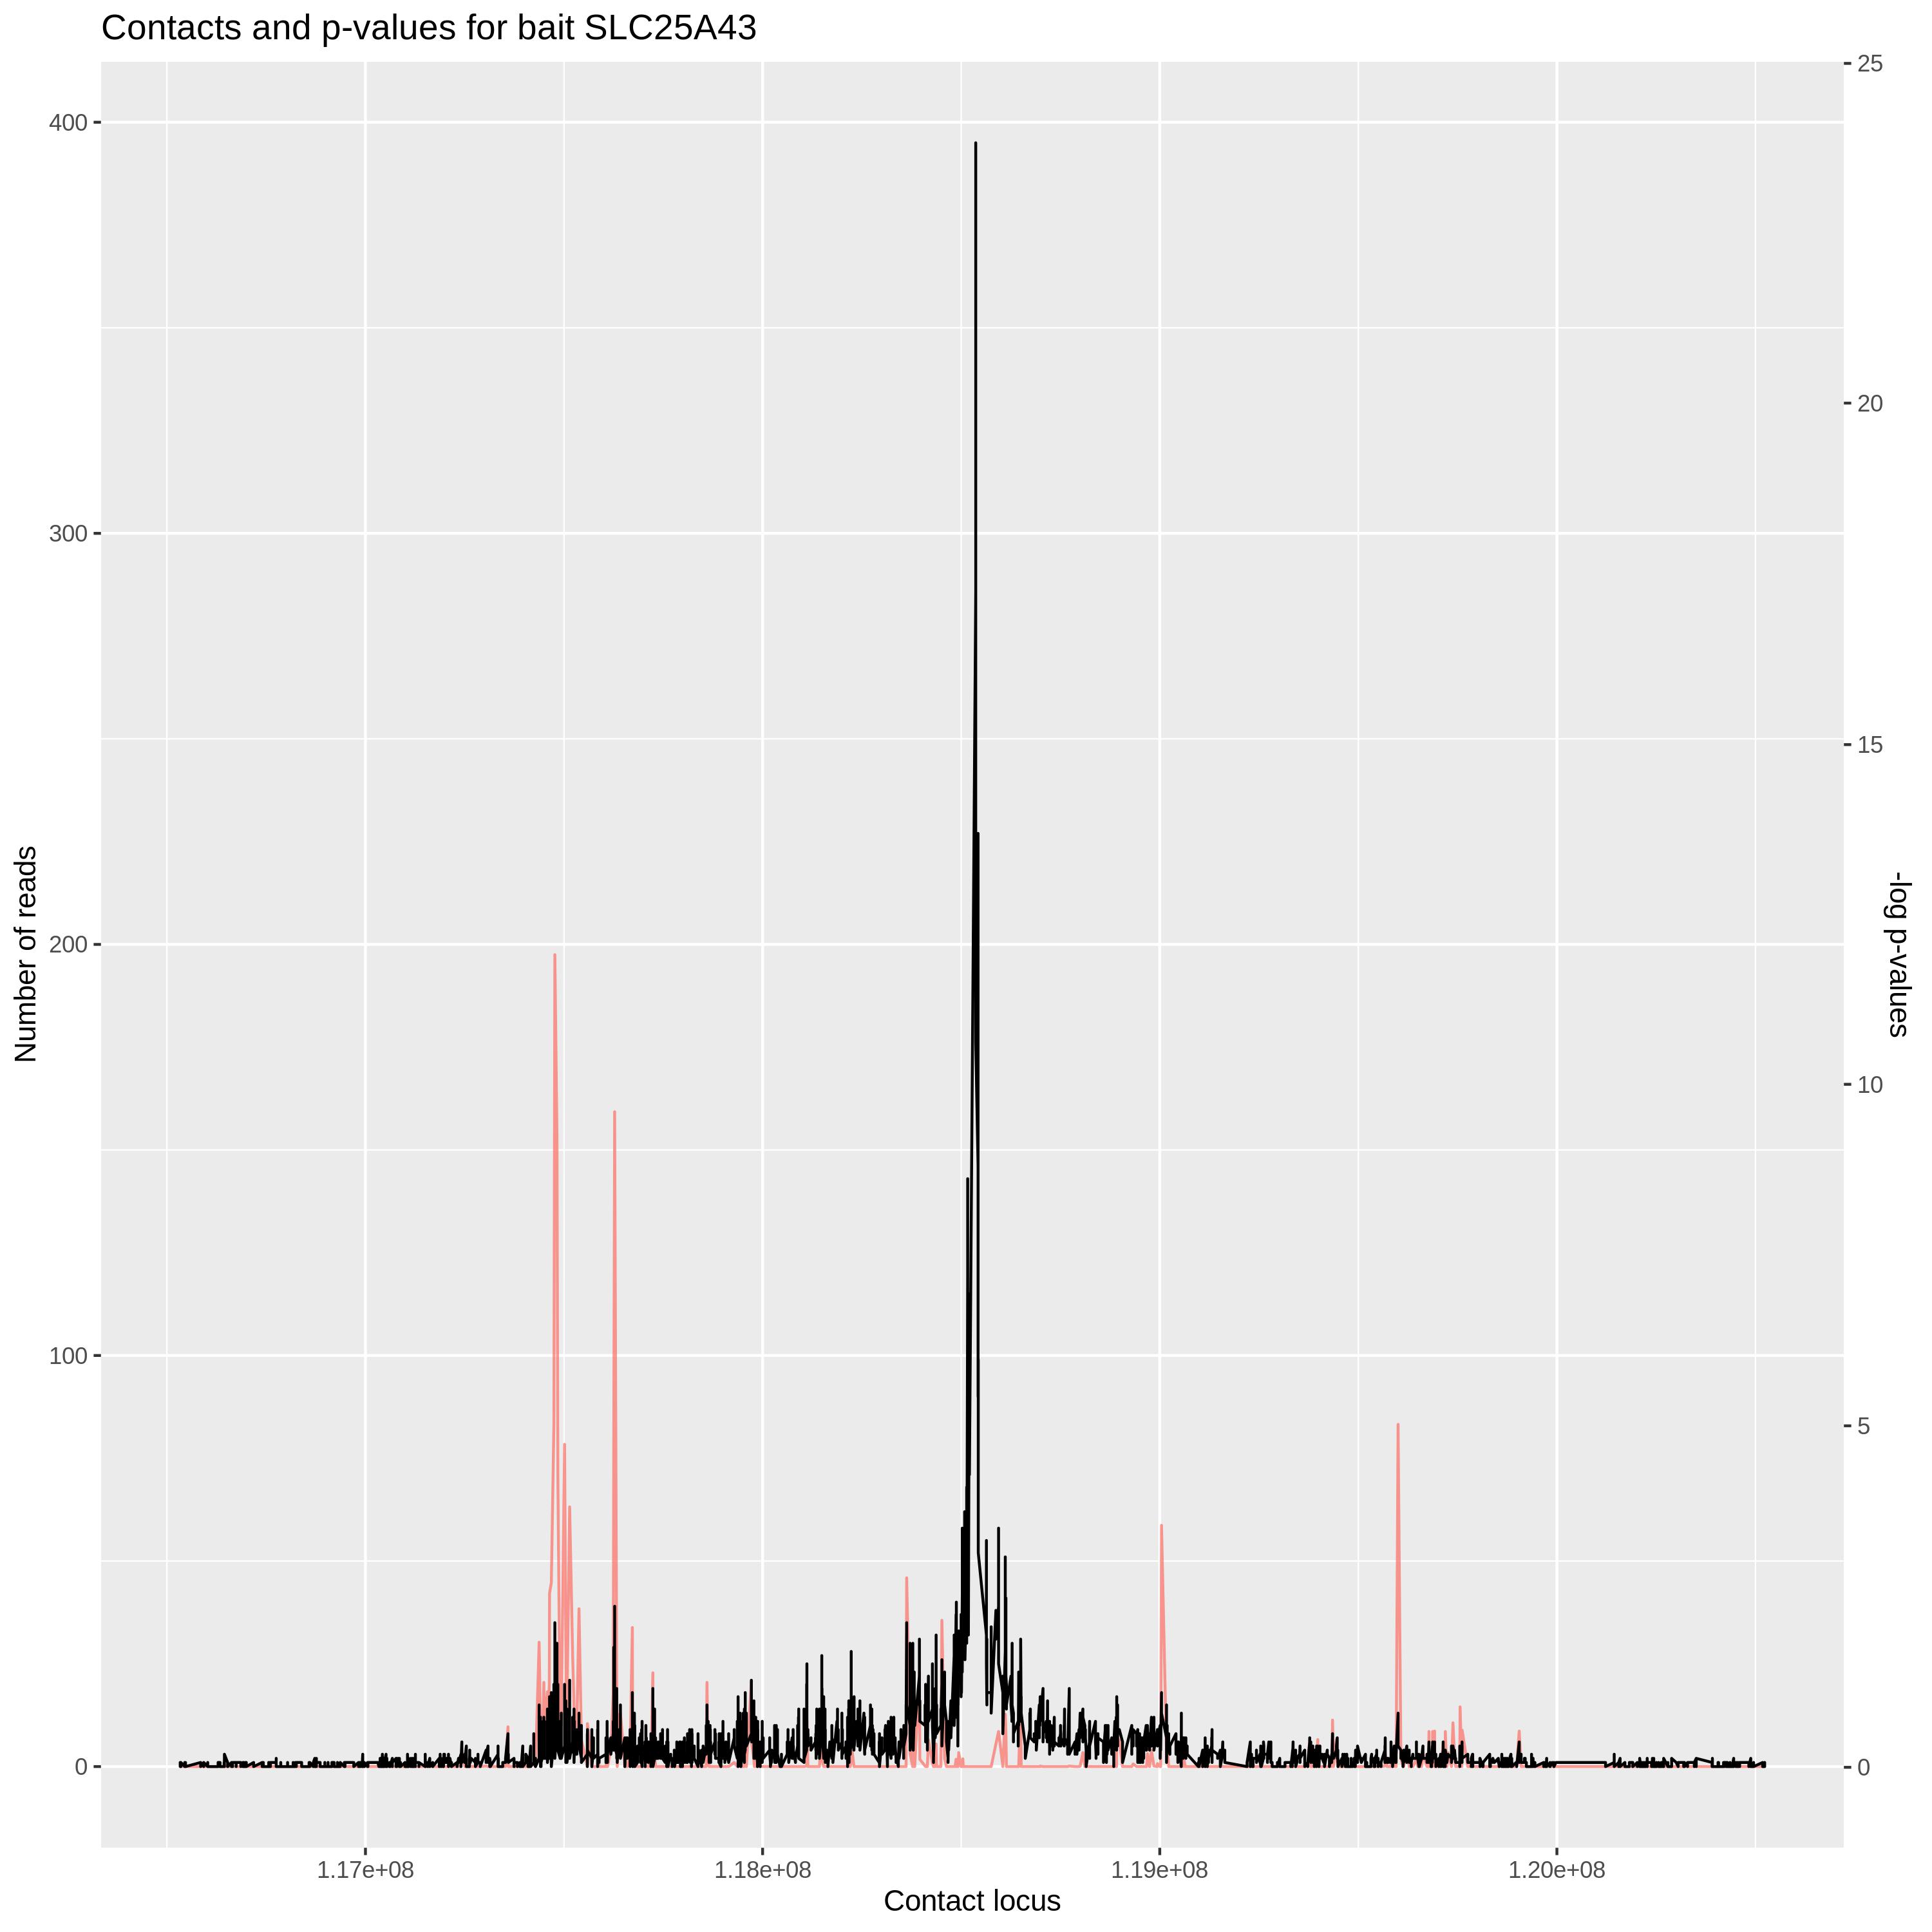 Contacts and p-values for bait SLC25A43
Number of reads
400
300
200
100
0
25
20
15
10
5
0
-log p-values
1.17e+08
1.18e+08
1.19e+08
1.20e+08
Contact locus